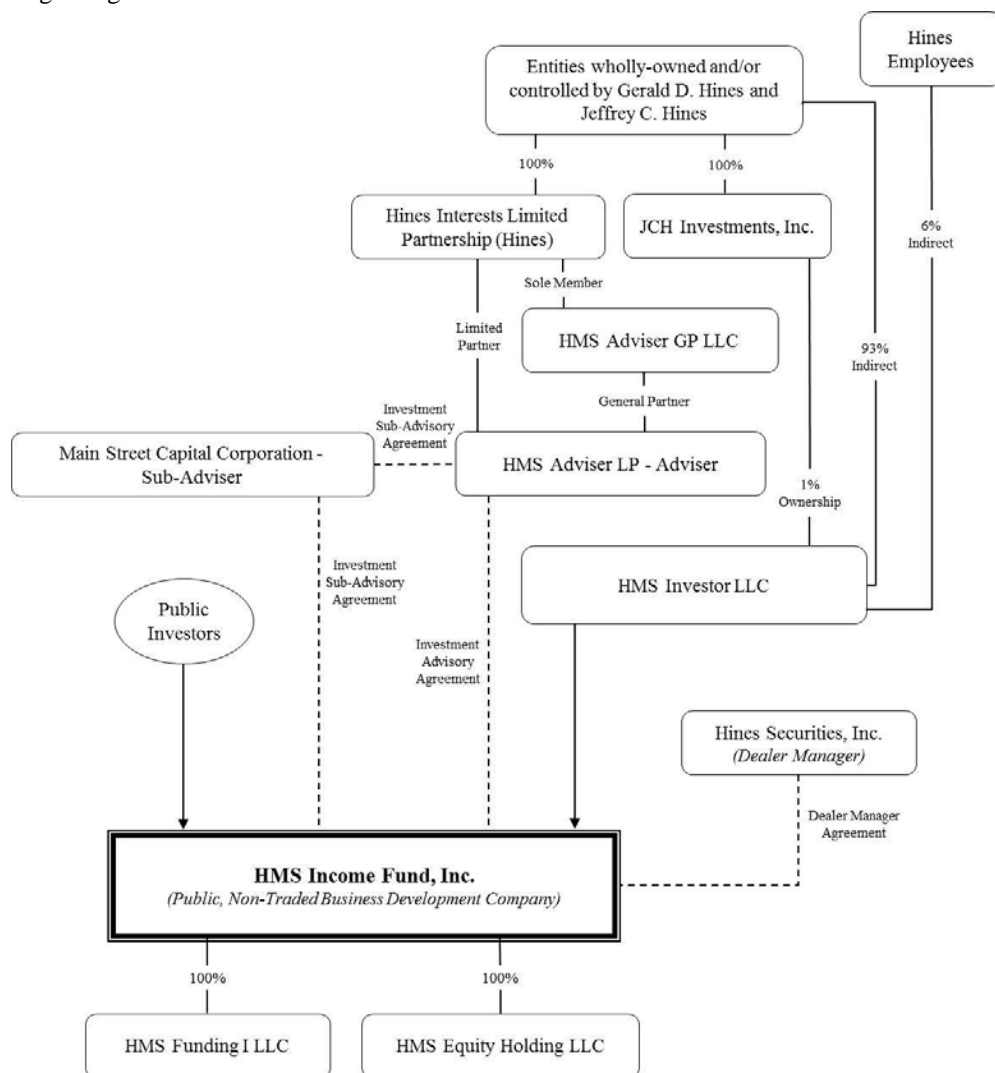 Hines
Employees
Entities wholly-owned and/or
controlled by Gerald D. Hines and
Jeffrey C. Hines
100%
100%
Hines Interests Limited
Partnership (Hines)
JCH Investments, Inc.
6%
Indirect
Sole Member
Limited
Partner
HMS Adviser GP LLC
93%
Indirect
General Partner
Investment
Sub-Advisory
Agreement
Main Street Capital Corporation -
Sub-Adviser
HMS Adviser LP - Adviser
1%
Ownership
Investment
Sub-Advisory
Agreement
HMS Investor LLC
Public
Investors
Investment
Advisory
Agreement
Hines Securities, Inc.
(Dealer Manager)
Dealer Manager
Agreement
HMS Income Fund, Inc.
(Public, Non-Traded Business Development Company)
100%
100%
HMS Funding I LLC
HMS Equity Holding LLC